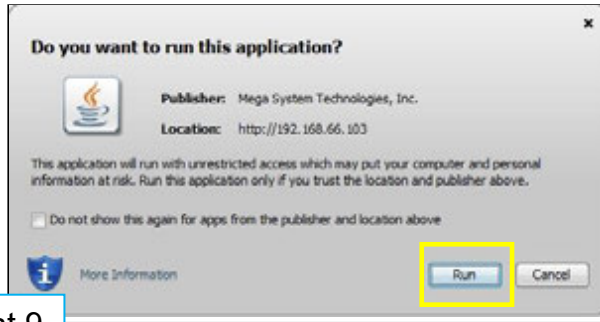 Do you want to run this application?
Publisher: Mega System Technologies, Inc.
Location: http://192.168.66.103
This application will run with unrestricted access which may put your computer and personal
information at risk. Run this application only if you trust the location and publisher above.
Do not show this again for apps from the publisher and location above
More Information
Run
Cancel
9